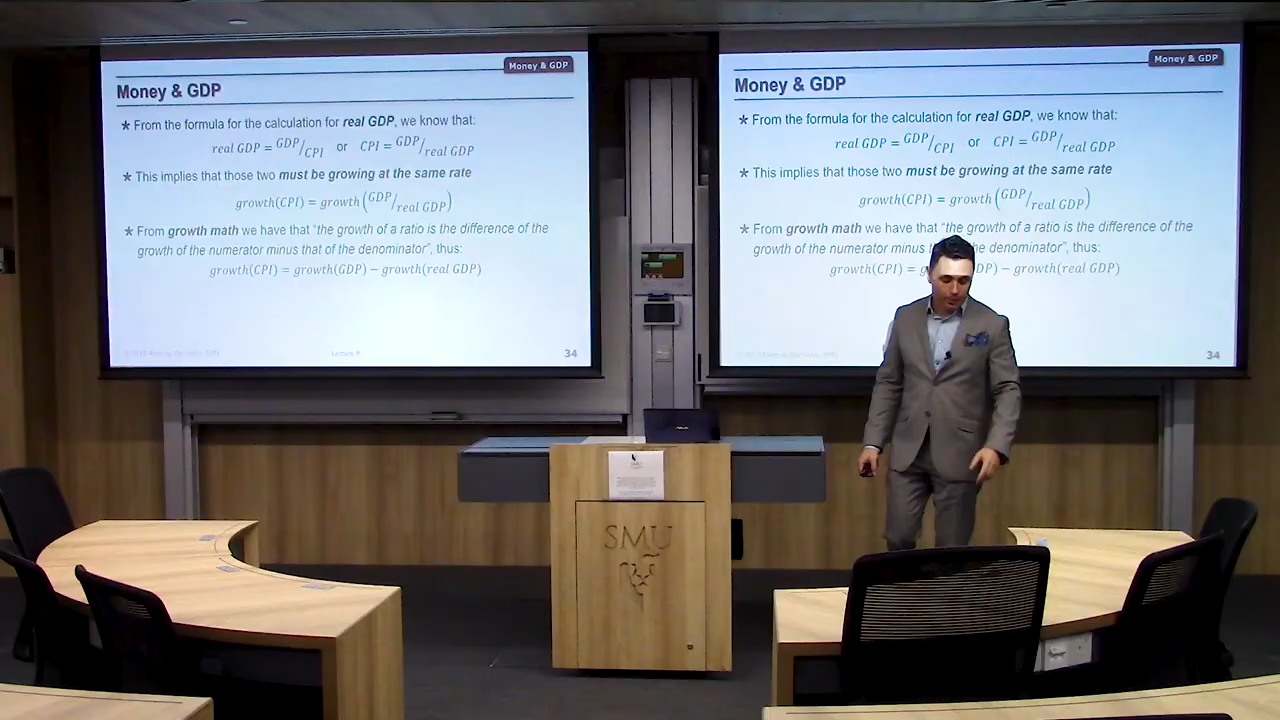 Money & GDP
Money & GDP
* From the formula for the calculation for real GDP, we know that:
real GDP = GDP/CPI or CPI = GDP/real GDP
* This implies that those two must be growing at the same rate
growth(CPI) = growth(GDP/real GDP)
* From growth math we have that "the growth of a ratio is the difference of the
growth of the numerator minus that of the denominator", thus:
growth(CPI) = growth(GDP) − growth(real GDP)
Lecture 9
34
Money & GDP
Money & GDP
* From the formula for the calculation for real GDP, we know that:
real GDP = GDP/CPI or CPI = GDP/real GDP
* This implies that those two must be growing at the same rate
growth(CPI) = growth(GDP/real GDP)
* From growth math we have that "the growth of a ratio is the difference of the
growth of the numerator minus he denominator", thus:
growth(CPI) = g DP) − growth(real GDP)
34
ASUS
SMU
SMU